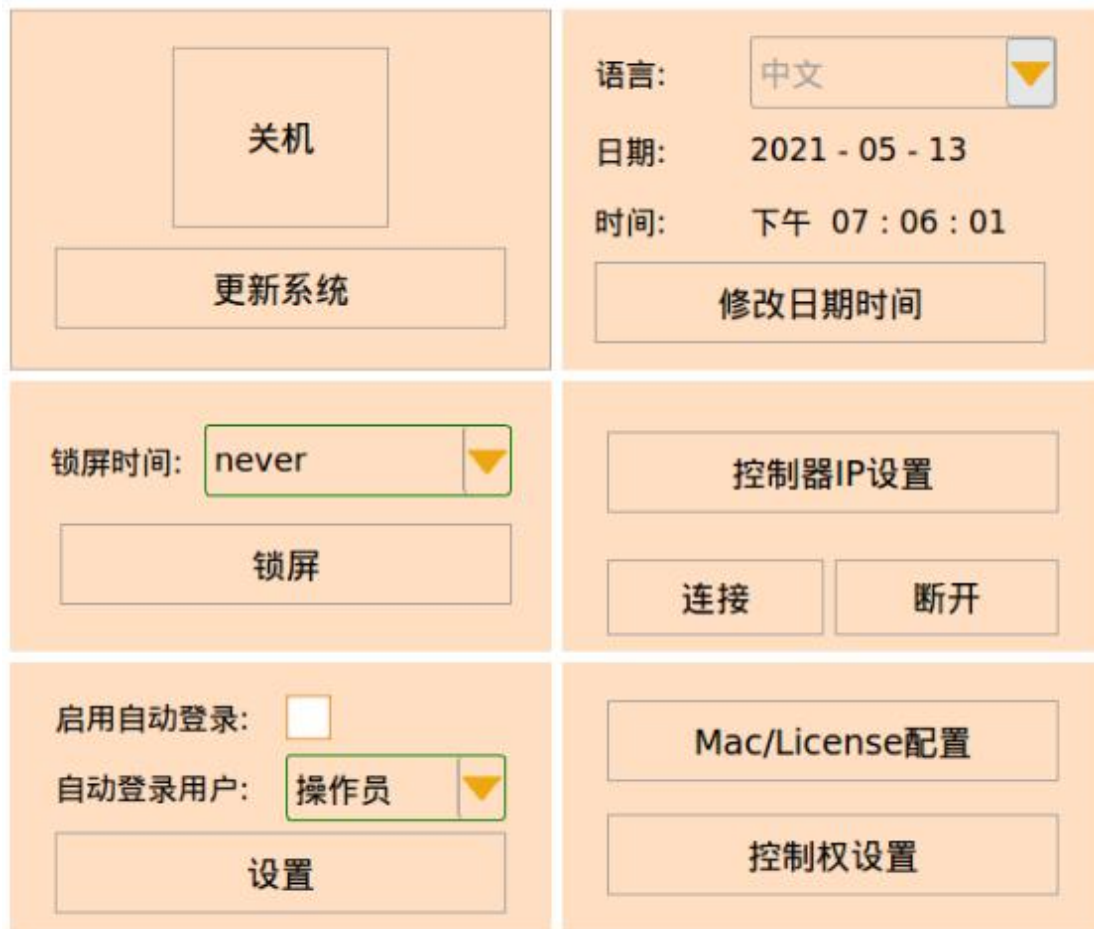 关机
更新系统
语言: 中文
日期: 2021 - 05 - 13
时间: 下午 07 : 06 : 01
修改日期时间
锁屏时间: never
锁屏
控制器IP设置
连接 断开
启用自动登录:
自动登录用户: 操作员
设置
Mac/License配置
控制权设置